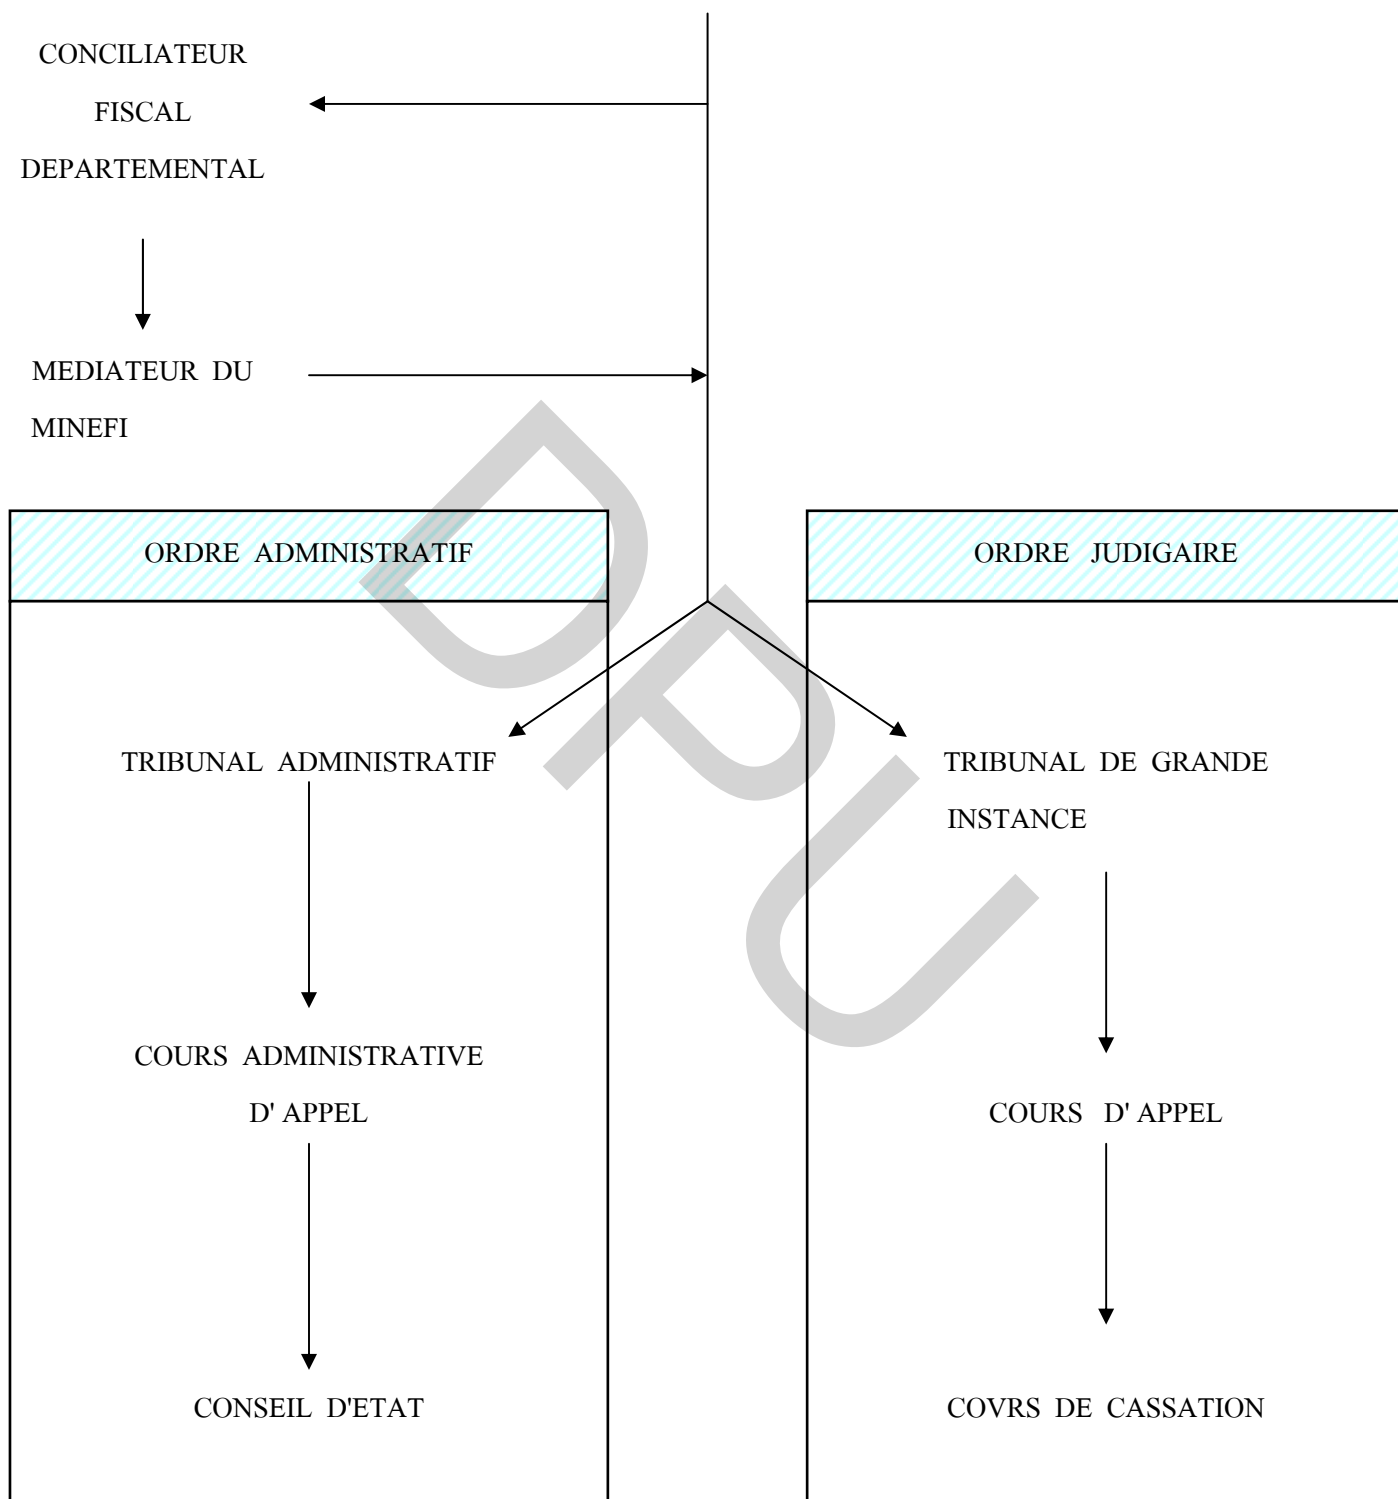 CONCILIATEUR
FISCAL
DEPARTEMENTAL
MEDIATEUR DU
MINEFI
ORDRE ADMINISTRATIF
ORDRE JUDIGAIRE
TRIBUNAL ADMINISTRATIF
TRIBUNAL DE GRANDE
INSTANCE
COURS ADMINISTRATIVE
D' APPEL
COURS D' APPEL
CONSEIL D'ETAT
COVRS DE CASSATION
DPU